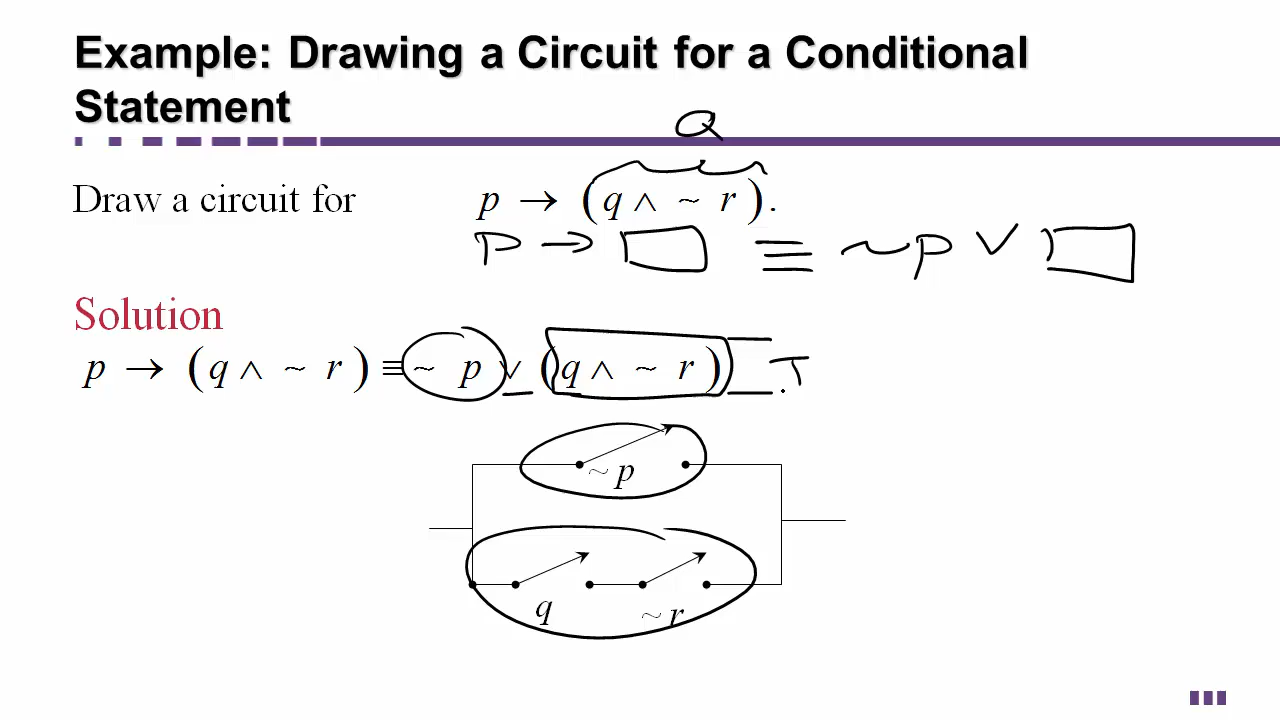 Example: Drawing a Circuit for a Conditional
Statement
Q
Draw a circuit for p → (q ∧ ~ r).
p → ≡ ~p ∨
Solution
p → (q ∧ ~ r) ≡ ~ p ∨ (q ∧ ~ r) T
~ p
q ~ r